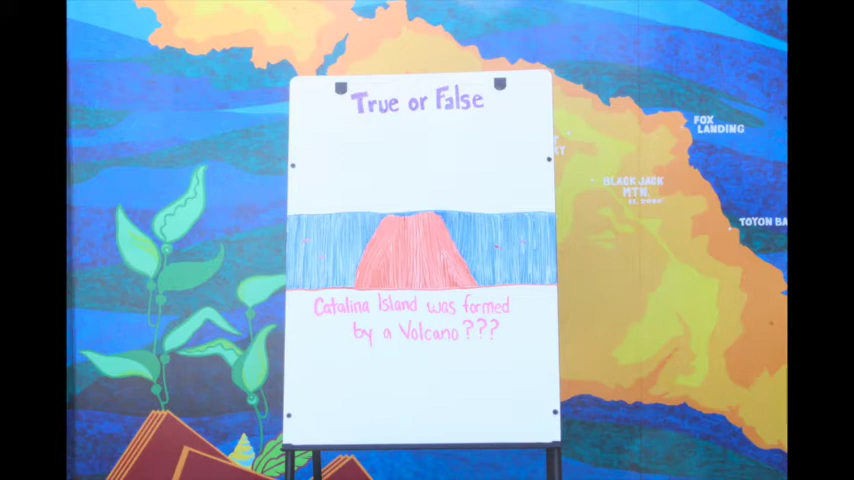 True or False
FOX
LANDING
BLACK JACK
MTN.
TOYON BA
Catalina Island was formed
by a Volcano???